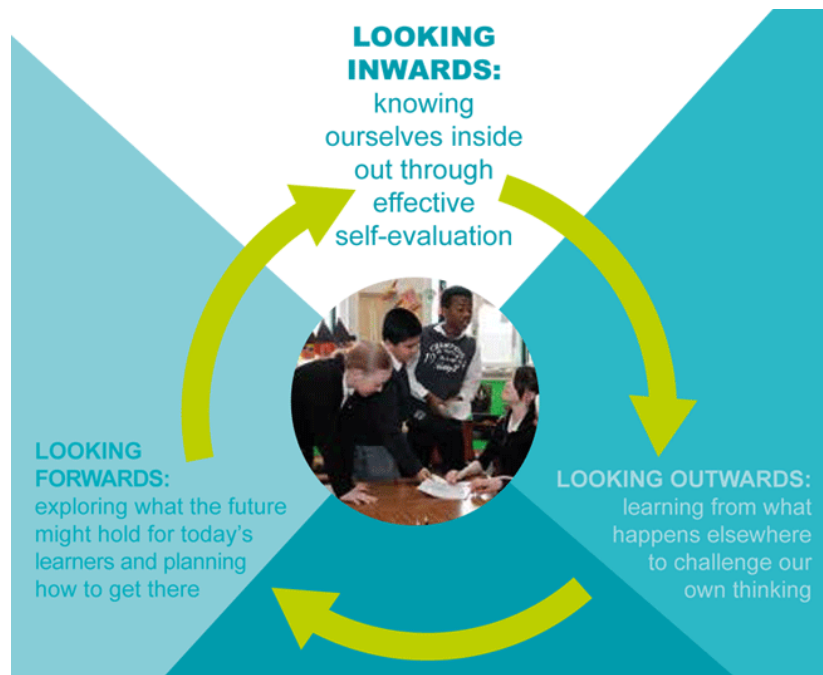 LOOKING
INWARDS:
knowing
ourselves inside
out through
effective
self-evaluation
LOOKING OUTWARDS:
learning from what
happens elsewhere
to challenge our
own thinking
LOOKING
FORWARDS:
exploring what the future
might hold for today’s
learners and planning
how to get there